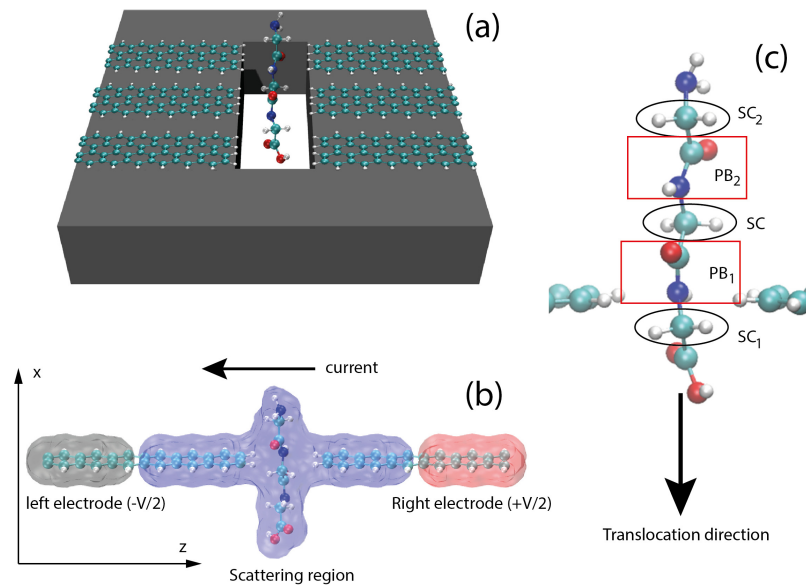 (a)
(c)
SC2
PB2
SC
PB1
SC1
Translocation direction
x
current
(b)
left electrode (-V/2)
Right electrode (+V/2)
z
Scattering region